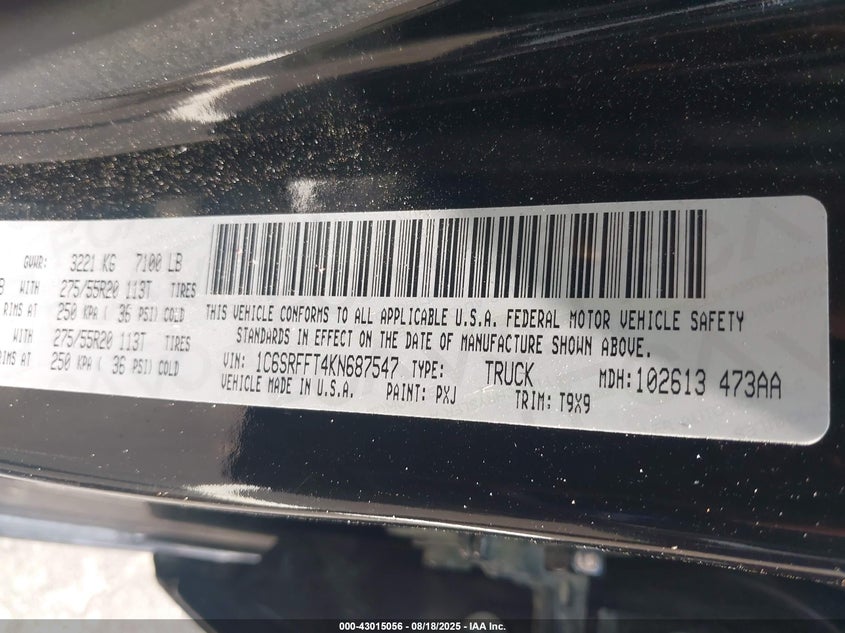 GVWR: 3221 KG 7100 LB
WITH 275/55R20 113T TIRES
RIMS AT 250 KPA ( 36 PSI) COLD
WITH 275/55R20 113T TIRES
RIMS AT 250 KPA ( 36 PSI) COLD
THIS VEHICLE CONFORMS TO ALL APPLICABLE U.S.A. FEDERAL MOTOR VEHICLE SAFETY
STANDARDS IN EFFECT ON THE DATE OF MANUFACTURE SHOWN ABOVE.
VIN: 1C6SRFFT4KN687547 TYPE: TRUCK MDH:102613 473AA
VEHICLE MADE IN U.S.A. PAINT: PXJ TRIM: T9X9
000-43015056 - 08/18/2025 - IAA Inc.